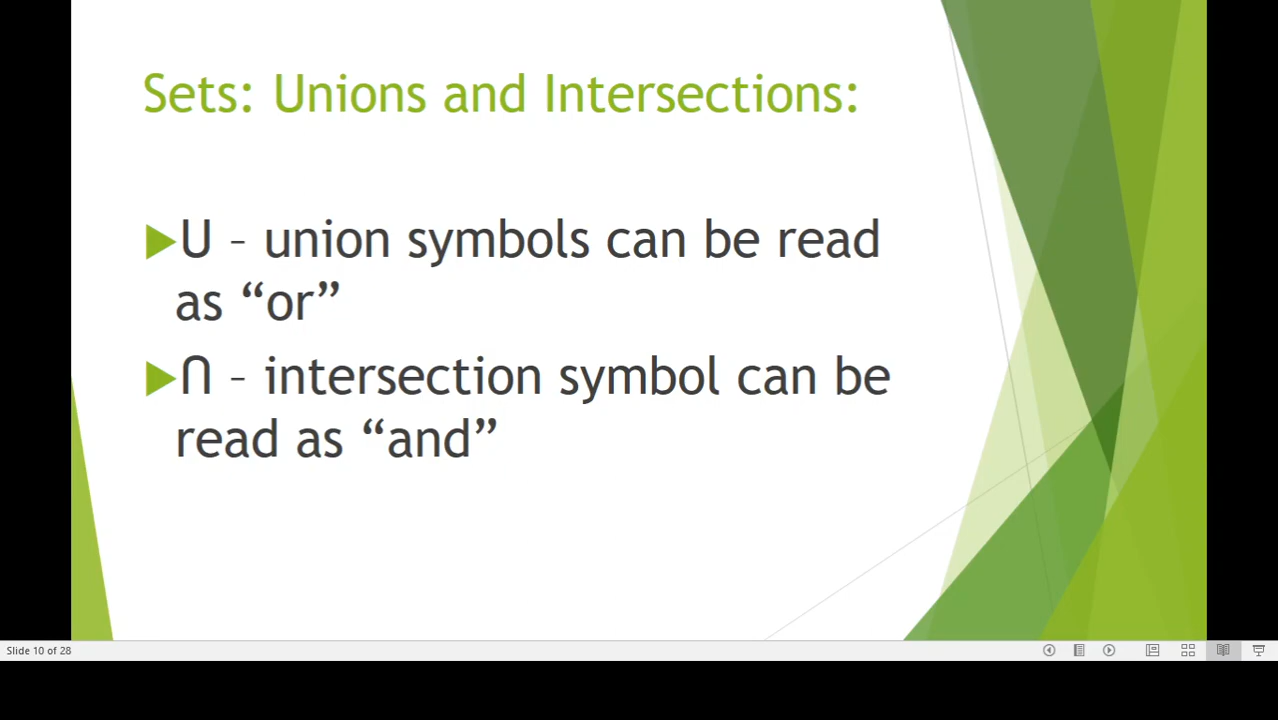 Sets: Unions and Intersections:
U – union symbols can be read
as “or”
Ո – intersection symbol can be
read as “and”
Slide 10 of 28